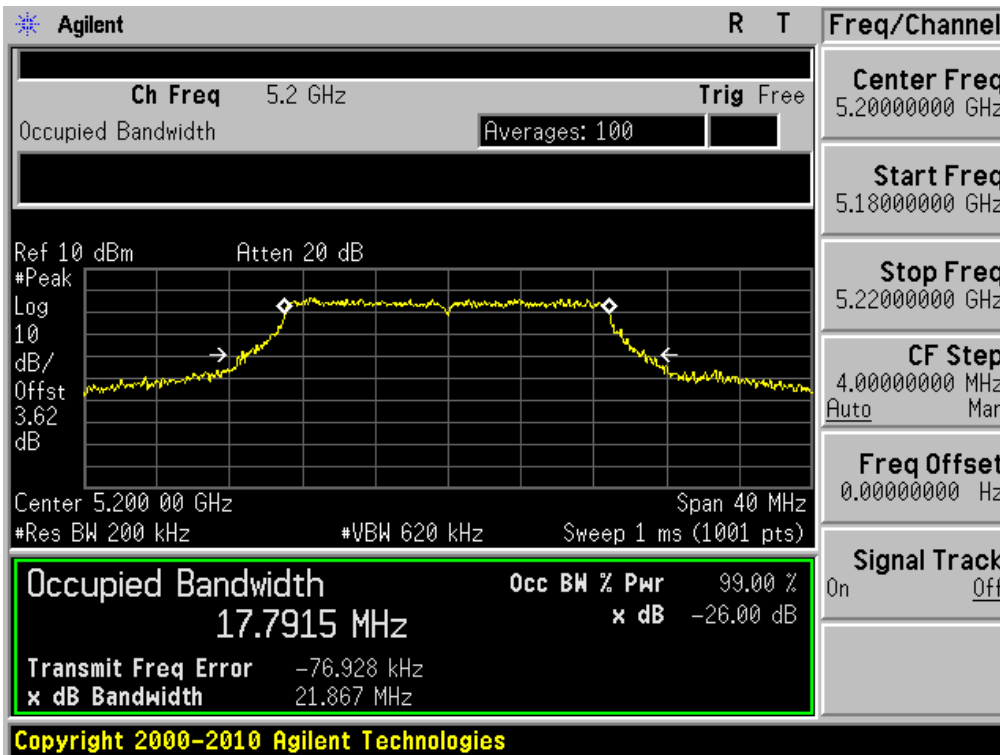 Agilent
R T
Freq/Channel
Ch Freq 5.2 GHz
Trig Free
Occupied Bandwidth
Averages: 100
Center Freq
5.20000000 GHz
Start Freq
5.18000000 GHz
Stop Freq
5.22000000 GHz
CF Step
4.00000000 MHz
Auto Man
Freq Offset
0.00000000 Hz
Signal Track
On Off
Ref 10 dBm
Atten 20 dB
#Peak
Log
10
dB/
Offst
3.62
dB
Center 5.200 00 GHz
Span 40 MHz
#Res BW 200 kHz
#VBW 620 kHz
Sweep 1 ms (1001 pts)
Occupied Bandwidth
17.7915 MHz
Occ BW % Pwr 99.00 %
x dB -26.00 dB
Transmit Freq Error -76.928 kHz
x dB Bandwidth 21.867 MHz
Copyright 2000-2010 Agilent Technologies